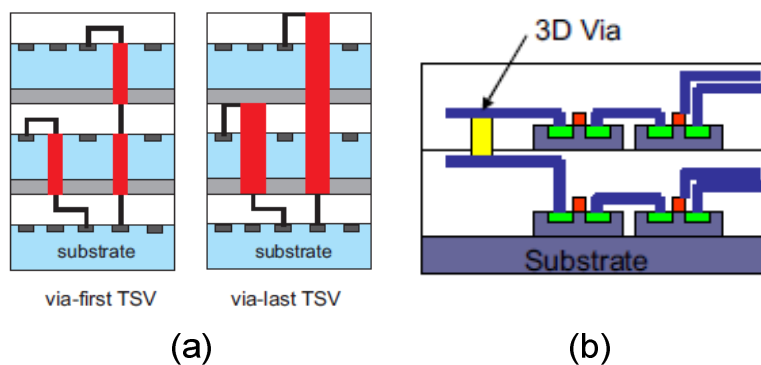 3D Via
substrate
substrate
Substrate
via-first TSV
via-last TSV
(a)
(b)